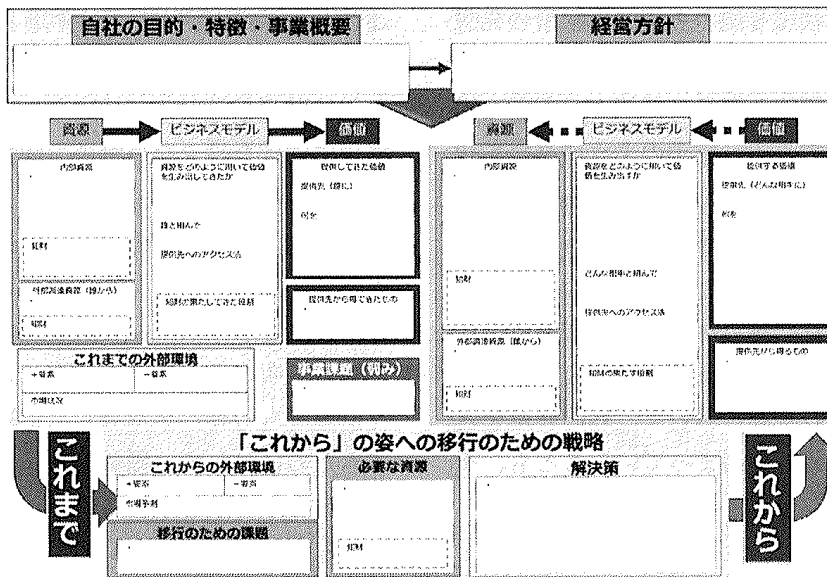 自社の目的・特徴・事業概要
経営方針
資源
ビジネスモデル
価値
資源
ビジネスモデル
価値
内部資源
知財
外部調達資源（誰から）
知財
資源をどのように用いて価値
を生み出してきたか
誰と組んで
提供先へのアクセス法
知財の果たしてきた役割
提供してきた価値
提供先（誰に）
何を
提供先から得てきたもの
内部資源
知財
外部調達資源（誰から）
知財
資源をどのように用いて価
値を生み出すか
どんな相手と組んで
提供先へのアクセス法
知財の果たす役割
提供する価値
提供先（どんな相手に）
何を
提供先から得るもの
これまでの外部環境
＋要素
－要素
市場状況
事業課題（弱み）
「これから」の姿への移行のための戦略
これまで
これからの外部環境
＋要素
－要素
市場予測
移行のための課題
必要な資源
知財
解決策
これから